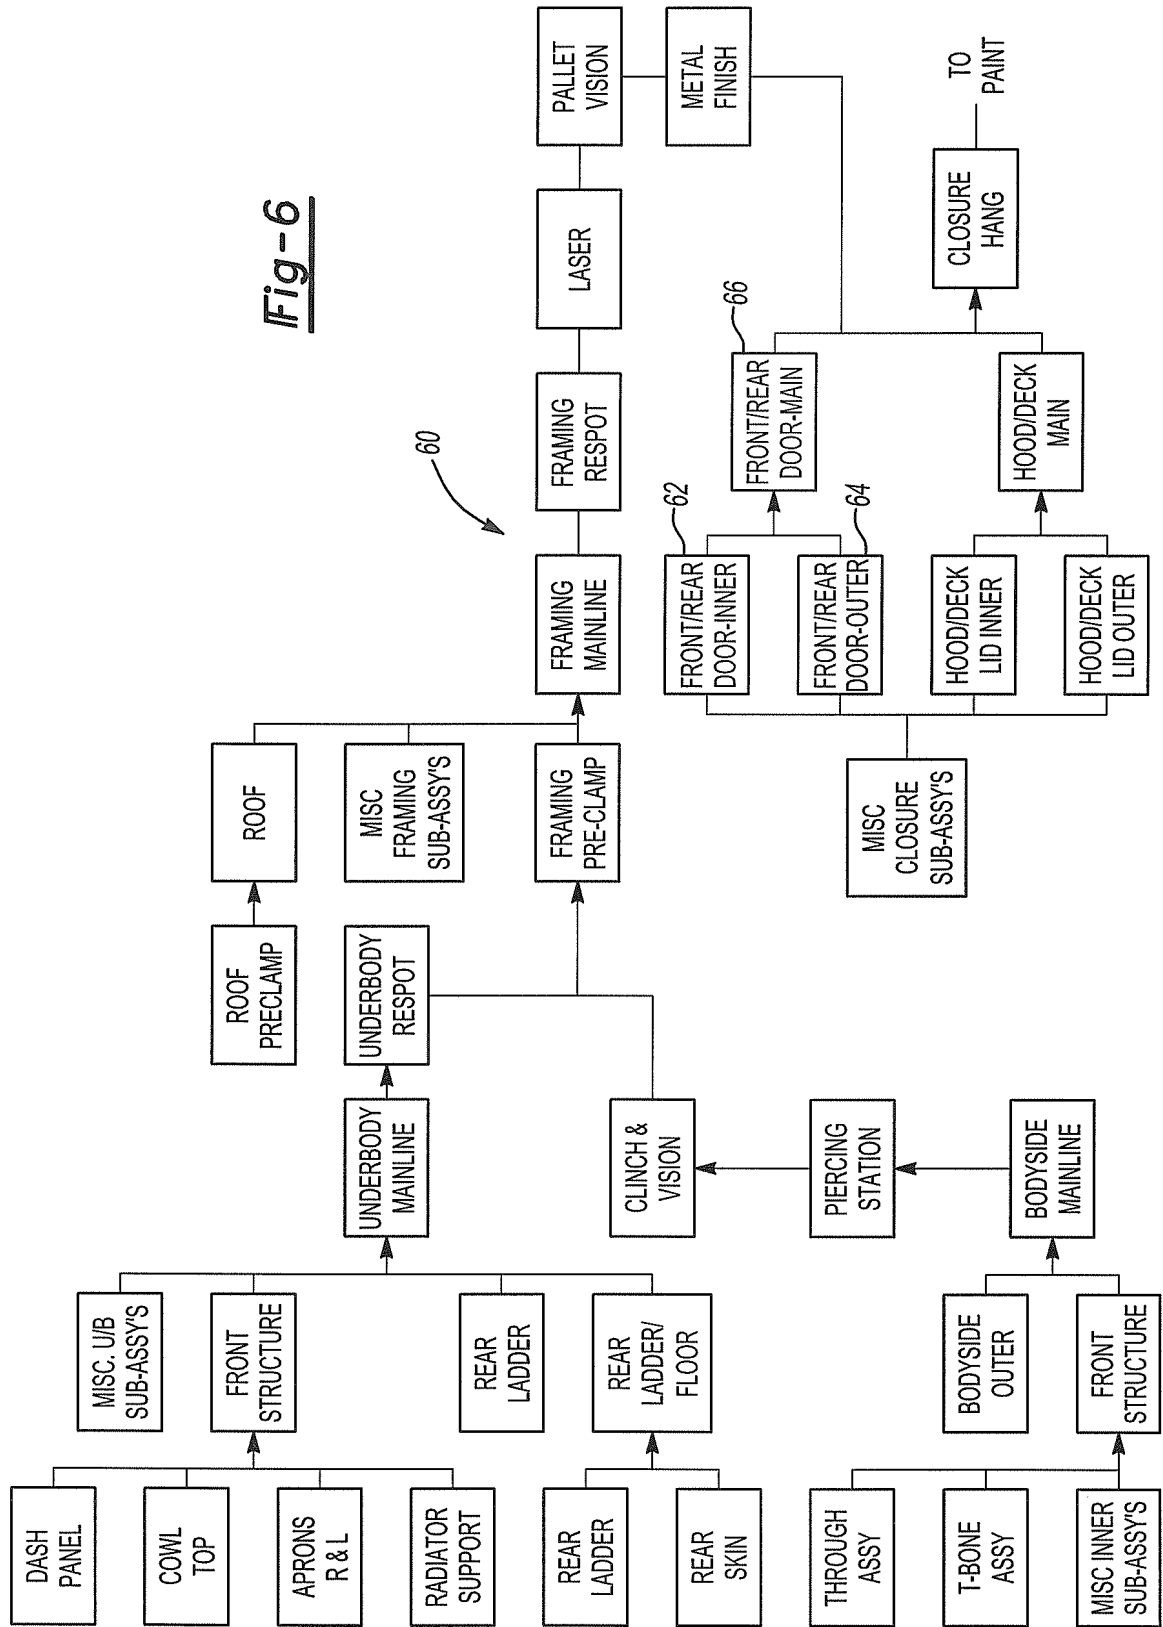 Fig-6
60
DASH
PANEL
COWL
TOP
APRONS
R & L
RADIATOR
SUPPORT
REAR
LADDER
REAR
SKIN
THROUGH
ASSY
T-BONE
ASSY
MISC INNER
SUB-ASSY'S
MISC. U/B
SUB-ASSY'S
FRONT
STRUCTURE
REAR
LADDER
REAR
LADDER/
FLOOR
BODYSIDE
OUTER
FRONT
STRUCTURE
UNDERBODY
MAINLINE
CLINCH &
VISION
PIERCING
STATION
BODYSIDE
MAINLINE
ROOF
PRECLAMP
UNDERBODY
RESPOT
ROOF
MISC
FRAMING
SUB-ASSY'S
FRAMING
PRE-CLAMP
MISC
CLOSURE
SUB-ASSY'S
FRAMING
MAINLINE
FRONT/REAR
DOOR-INNER
62
FRONT/REAR
DOOR-OUTER
64
HOOD/DECK
LID INNER
HOOD/DECK
LID OUTER
FRAMING
RESPOT
FRONT/REAR
DOOR-MAIN
66
HOOD/DECK
MAIN
LASER
CLOSURE
HANG
PALLET
VISION
METAL
FINISH
TO
PAINT